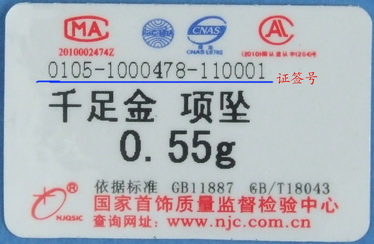 MA
CNAS
AL
2010002474Z
0105-1000478-110001 证签号
千足金 项坠
0.55g
依据标准 GB11887 GB/T18043
NJQSIC ® 国家首饰质量监督检验中心
查询网址: www.njc.com.cn